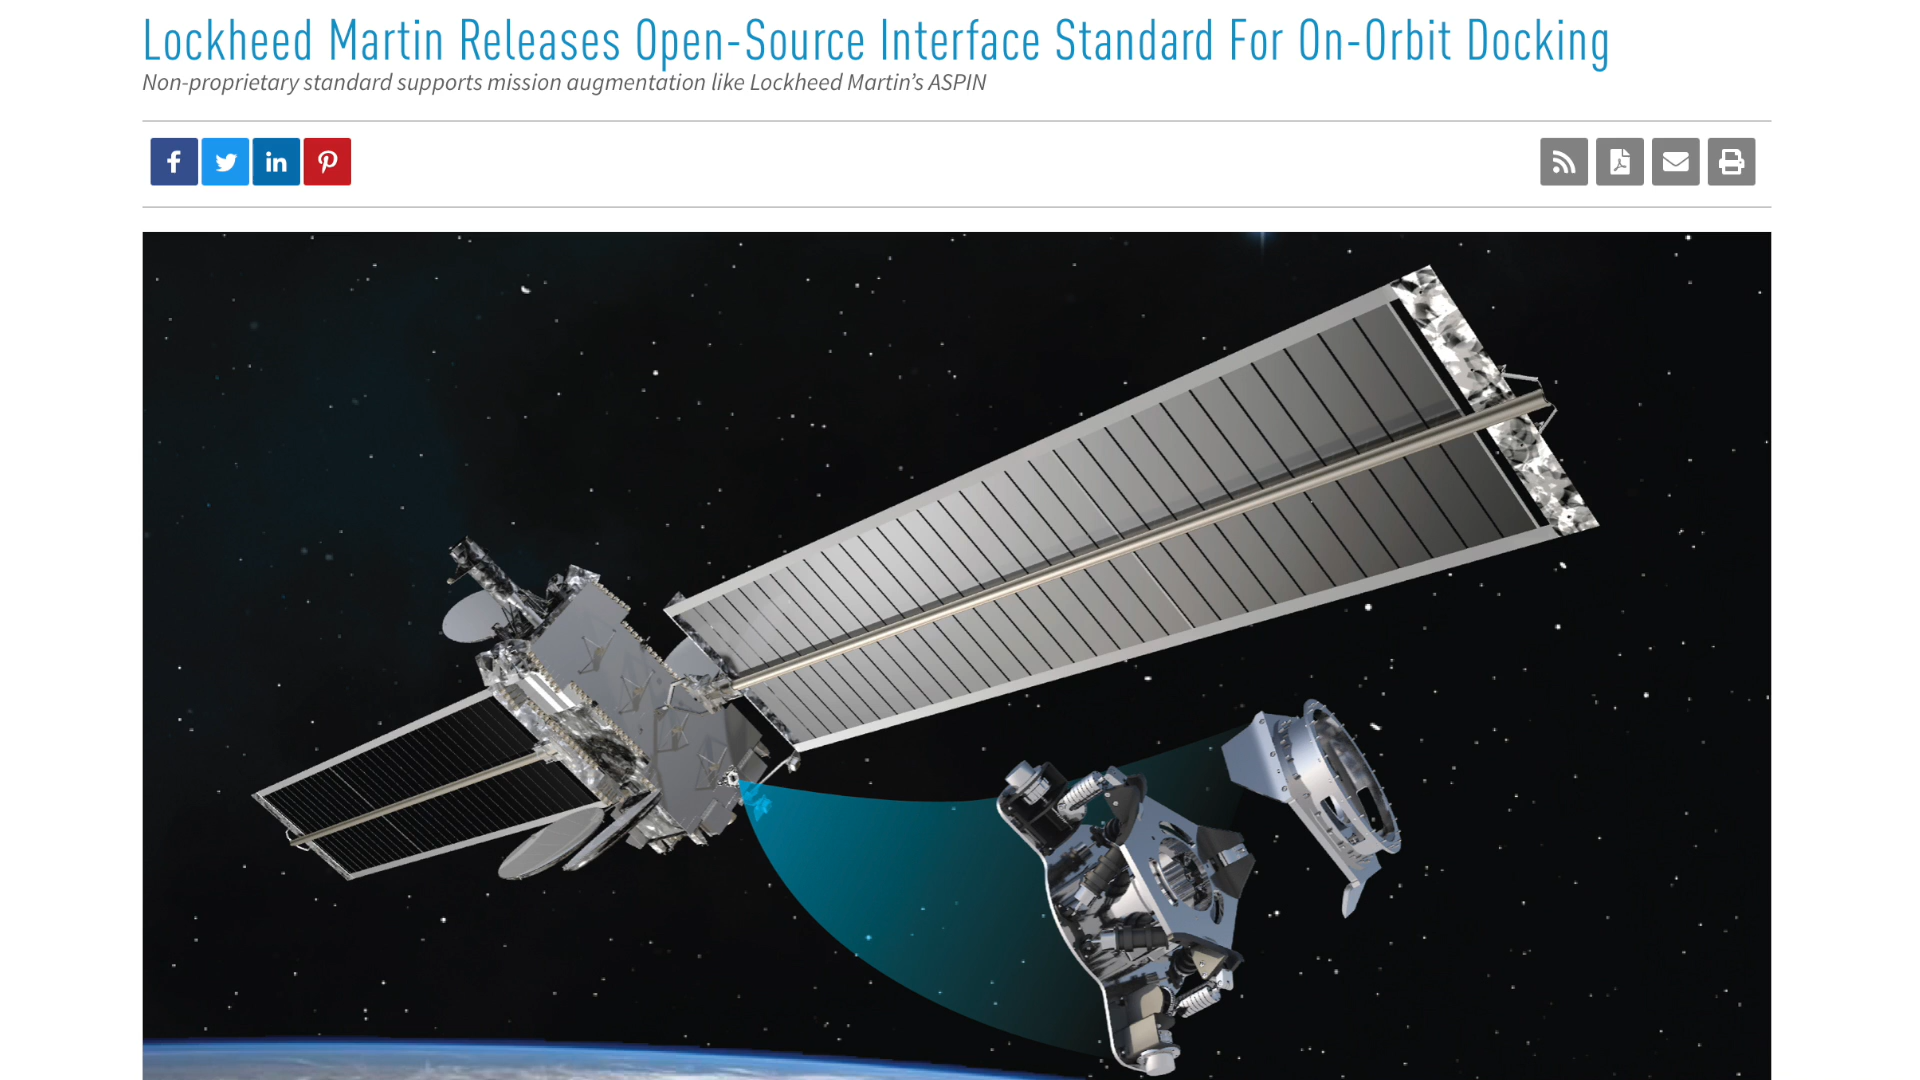 Lockheed Martin Releases Open-Source Interface Standard For On-Orbit Docking
Non-proprietary standard supports mission augmentation like Lockheed Martin’s ASPIN